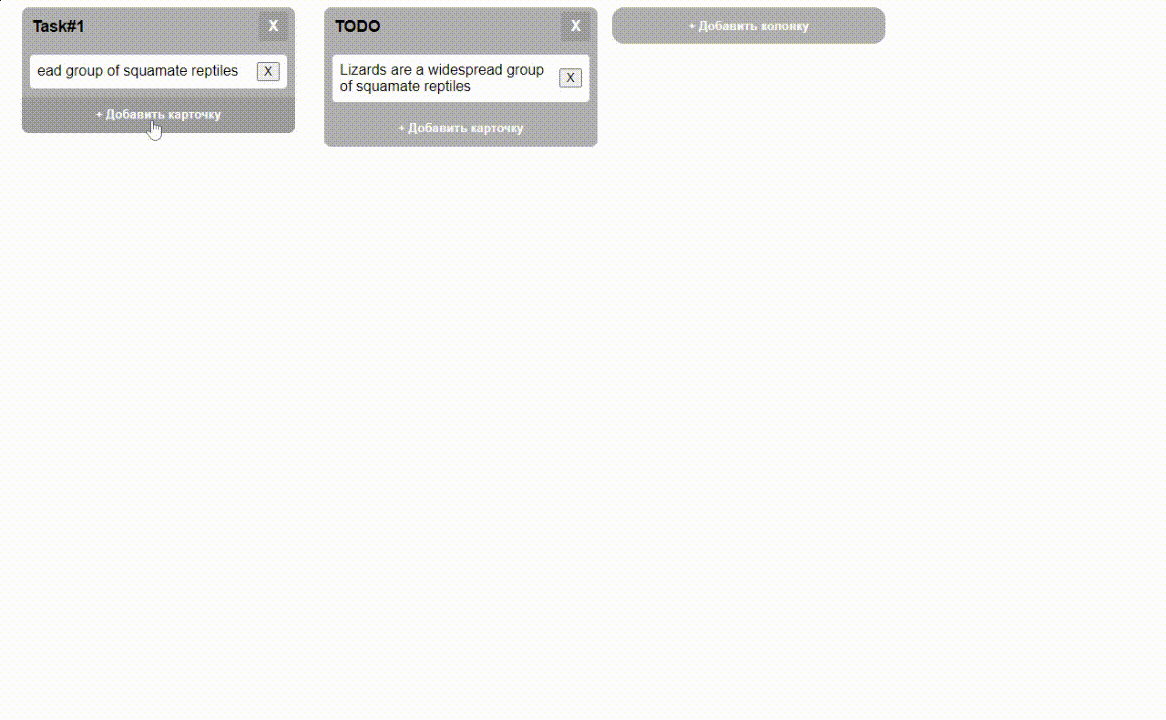 Task#1
X
ead group of squamate reptiles
X
+ Добавить карточку
TODO
X
Lizards are a widespread group
of squamate reptiles
X
+ Добавить карточку
+ Добавить колонку